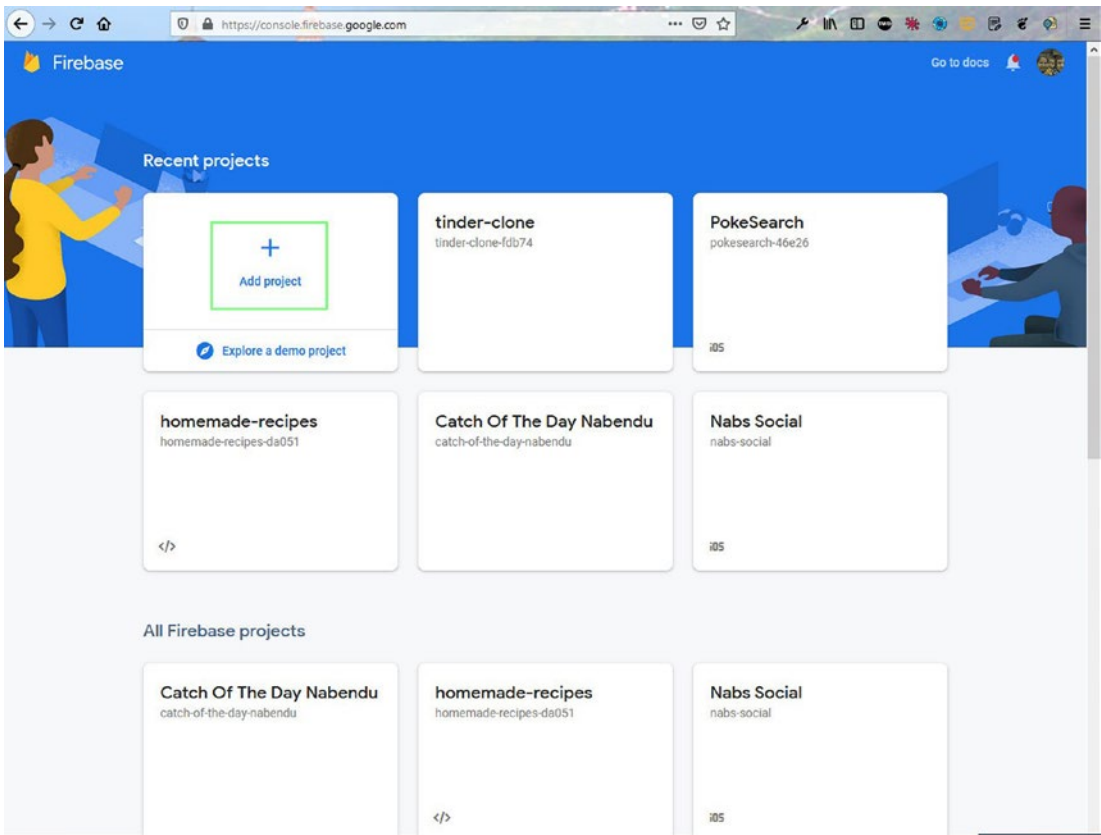 https://console.firebase.google.com
Firebase
Go to docs
Recent projects
+
Add project
Explore a demo project
tinder-clone
tinder-clone-fdb74
PokeSearch
pokesearch-46e26
iOS
homemade-recipes
homemade-recipes-da051
</>
Catch Of The Day Nabendu
catch-of-the-day-nabendu
Nabs Social
nabs-social
iOS
All Firebase projects
Catch Of The Day Nabendu
catch-of-the-day-nabendu
homemade-recipes
homemade-recipes-da051
</>
Nabs Social
nabs-social
iOS